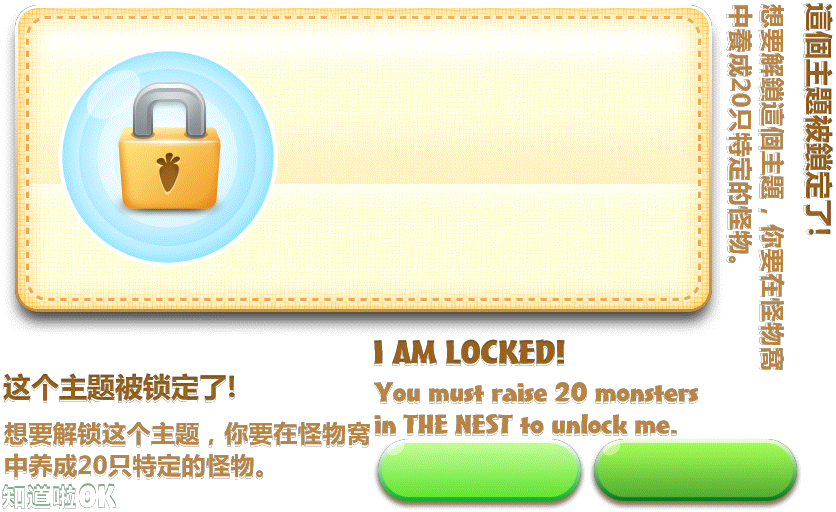 這個主題被鎖定了!
想要解鎖這個主題，你要在怪物窩
中養成20只特定的怪物。
I AM LOCKED!
You must raise 20 monsters
in THE NEST to unlock me.
这个主题被锁定了!
想要解锁这个主题，你要在怪物窝
中养成20只特定的怪物。
知道啦OK